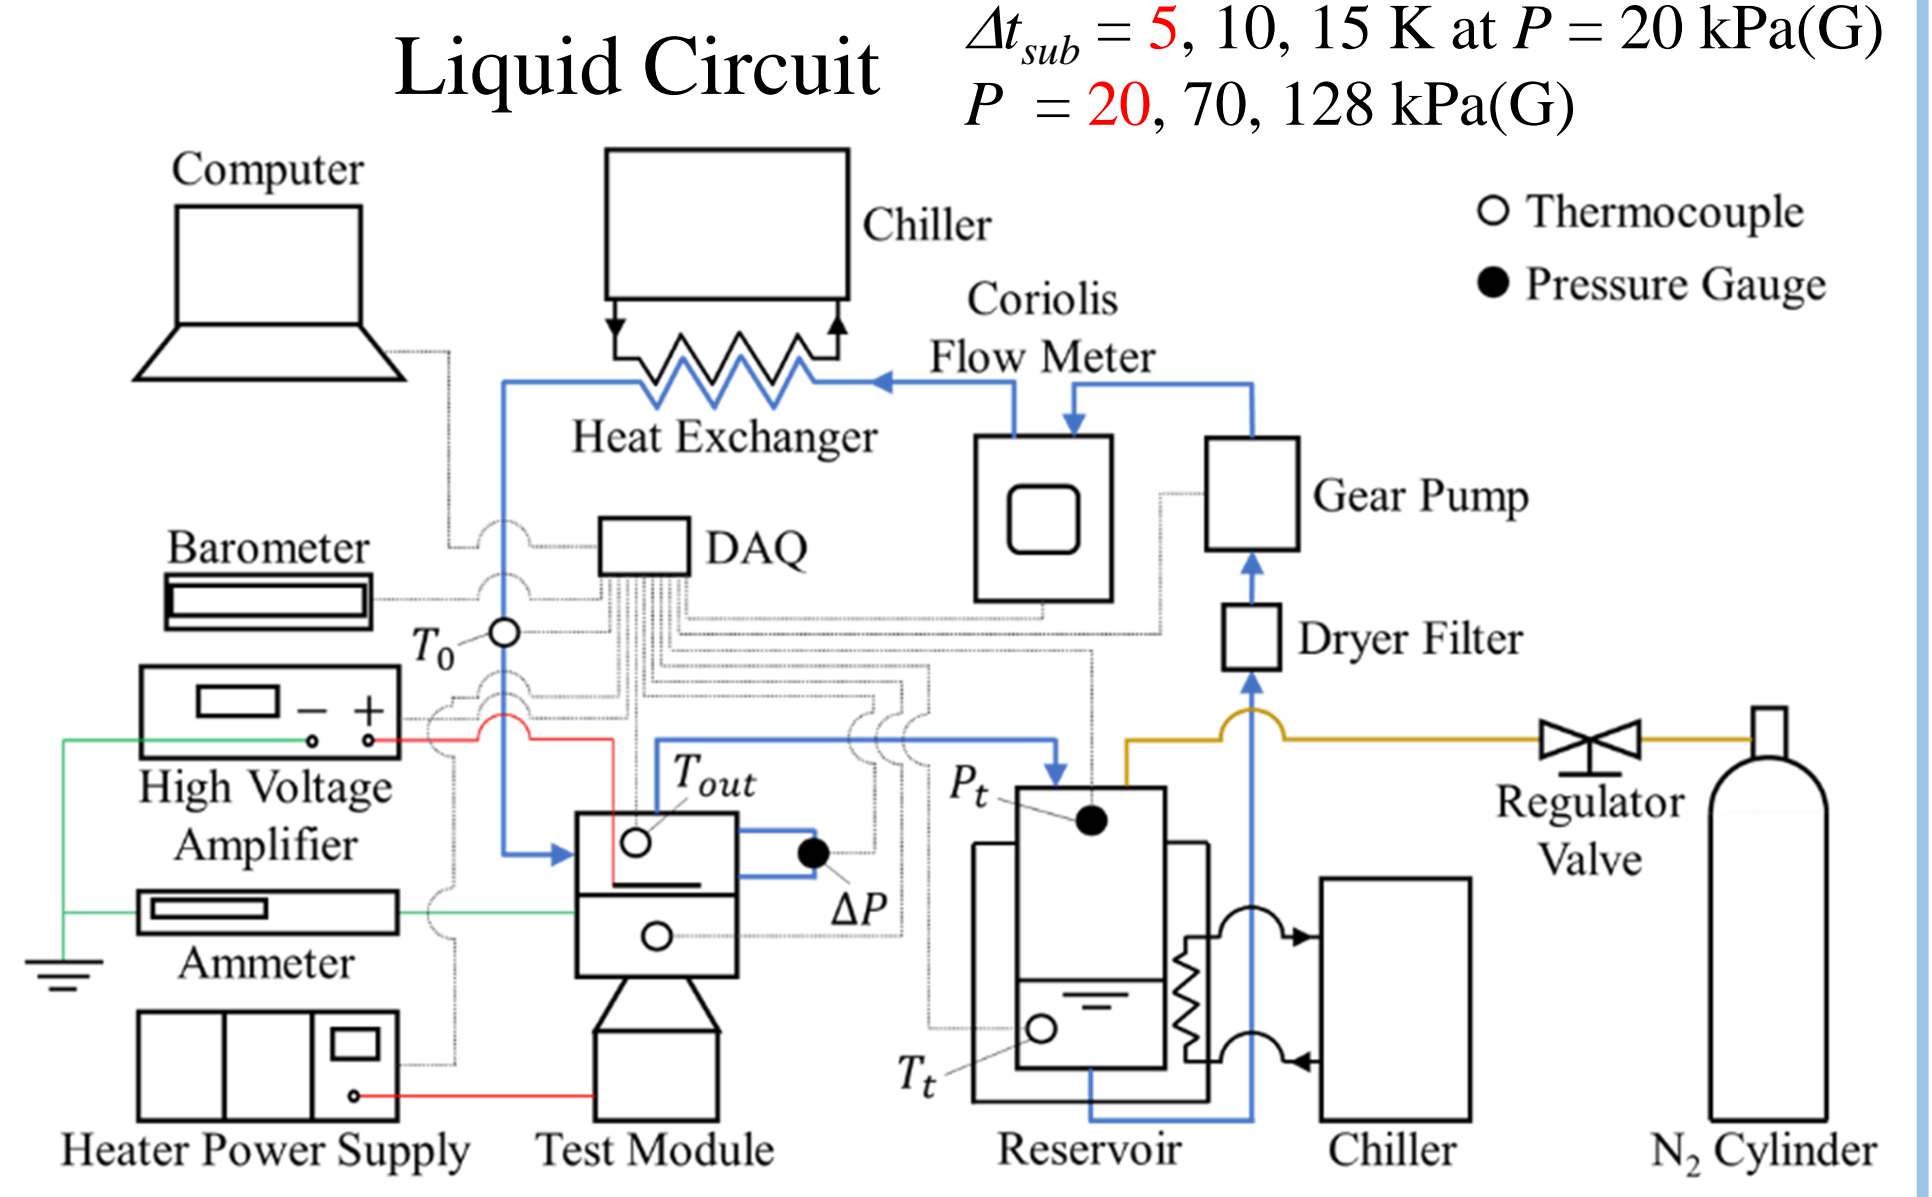 Liquid Circuit
Δt_sub = 5, 10, 15 K at P = 20 kPa(G)
P = 20, 70, 128 kPa(G)
Computer
Chiller
Thermocouple
Pressure Gauge
Coriolis
Flow Meter
Heat Exchanger
Gear Pump
Barometer
DAQ
T₀
Dryer Filter
− +
High Voltage
Amplifier
T_out
P_t
Regulator
Valve
ΔP
Ammeter
T_t
Heater Power Supply
Test Module
Reservoir
Chiller
N₂ Cylinder